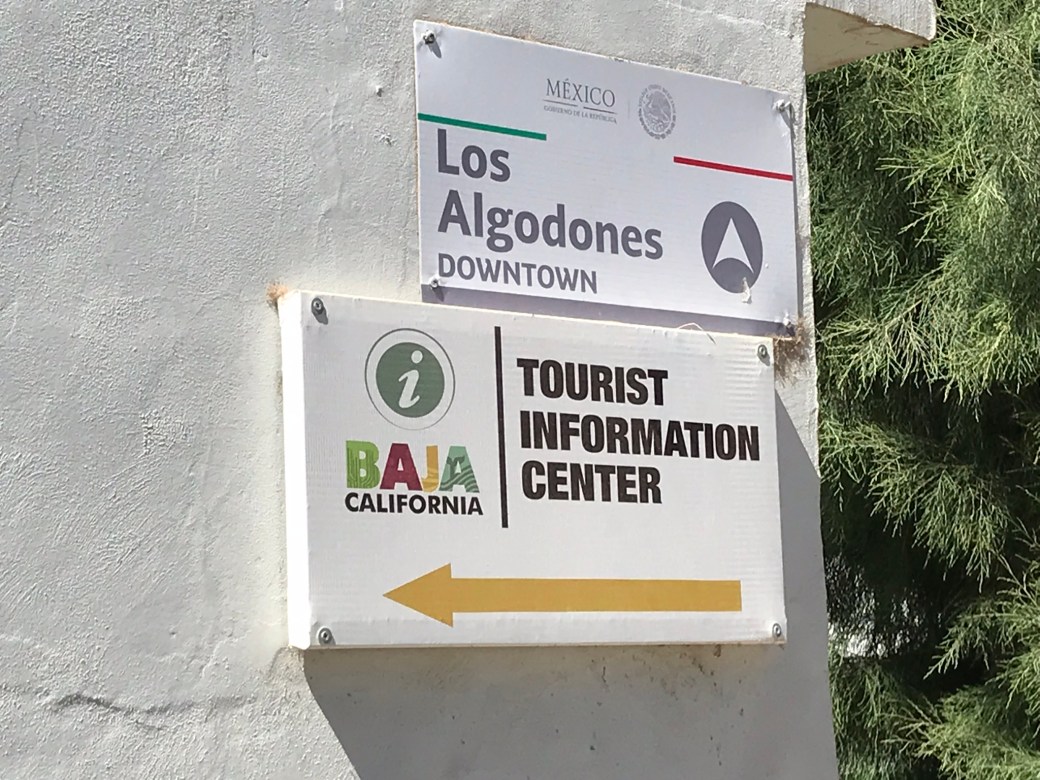 MÉXICO
GOBIERNO DE LA REPÚBLICA
Los
Algodones
DOWNTOWN
i
BAJA
CALIFORNIA
TOURIST
INFORMATION
CENTER